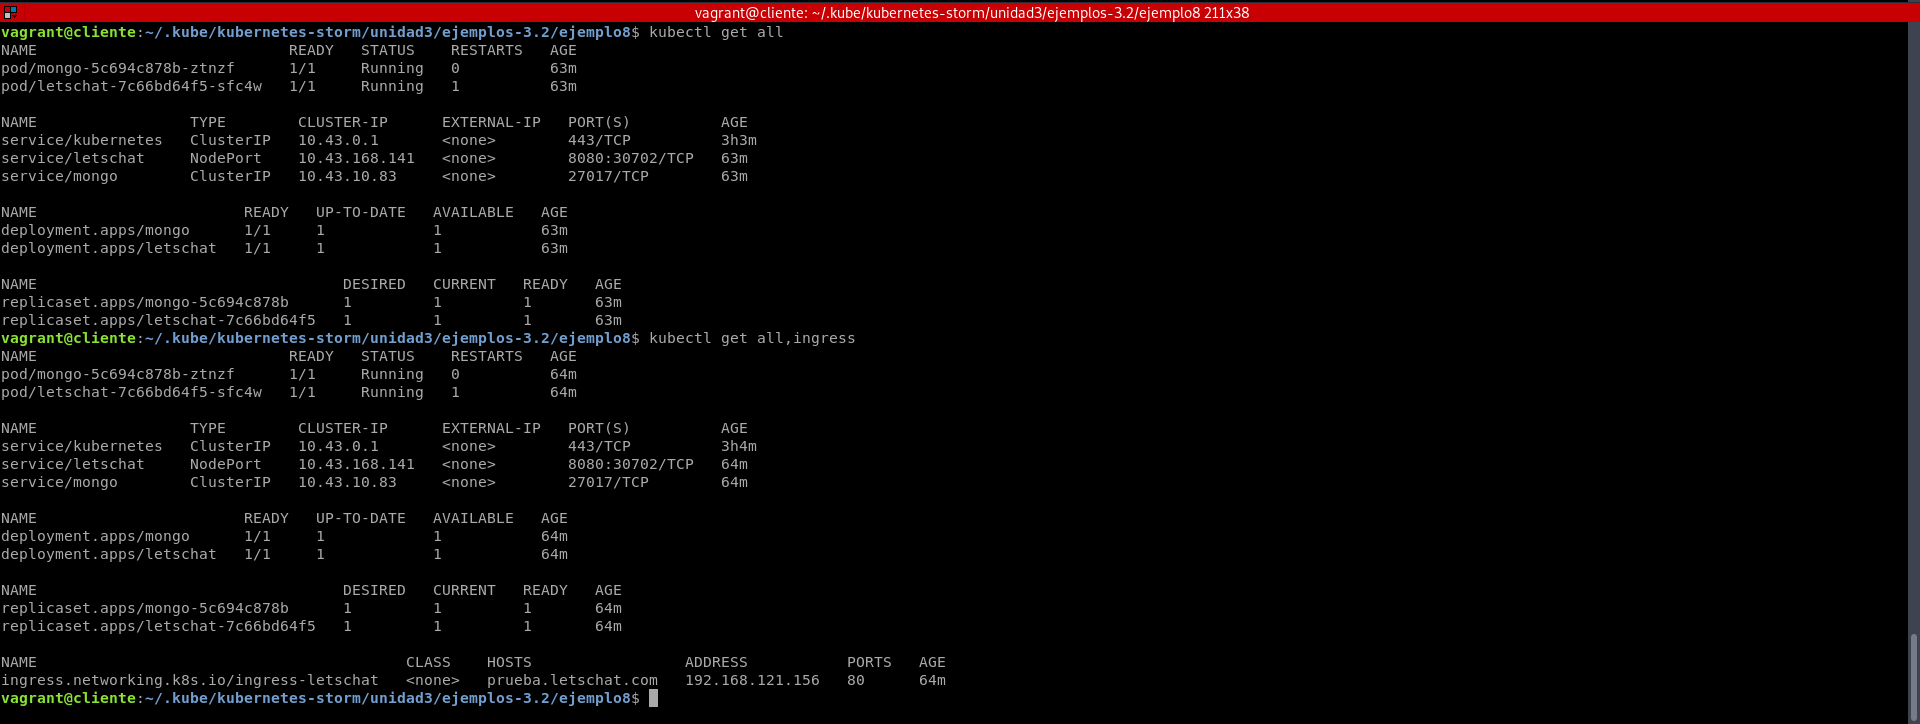 vagrant@cliente: ~/.kube/kubernetes-storm/unidad3/ejemplos-3.2/ejemplo8 211x38
vagrant@cliente:~/.kube/kubernetes-storm/unidad3/ejemplos-3.2/ejemplo8$ kubectl get all
NAME READY STATUS RESTARTS AGE
pod/mongo-5c694c878b-ztnzf 1/1 Running 0 63m
pod/letschat-7c66bd64f5-sfc4w 1/1 Running 1 63m
NAME TYPE CLUSTER-IP EXTERNAL-IP PORT(S) AGE
service/kubernetes ClusterIP 10.43.0.1 <none> 443/TCP 3h3m
service/letschat NodePort 10.43.168.141 <none> 8080:30702/TCP 63m
service/mongo ClusterIP 10.43.10.83 <none> 27017/TCP 63m
NAME READY UP-TO-DATE AVAILABLE AGE
deployment.apps/mongo 1/1 1 1 63m
deployment.apps/letschat 1/1 1 1 63m
NAME DESIRED CURRENT READY AGE
replicaset.apps/mongo-5c694c878b 1 1 1 63m
replicaset.apps/letschat-7c66bd64f5 1 1 1 63m
vagrant@cliente:~/.kube/kubernetes-storm/unidad3/ejemplos-3.2/ejemplo8$ kubectl get all,ingress
NAME READY STATUS RESTARTS AGE
pod/mongo-5c694c878b-ztnzf 1/1 Running 0 64m
pod/letschat-7c66bd64f5-sfc4w 1/1 Running 1 64m
NAME TYPE CLUSTER-IP EXTERNAL-IP PORT(S) AGE
service/kubernetes ClusterIP 10.43.0.1 <none> 443/TCP 3h4m
service/letschat NodePort 10.43.168.141 <none> 8080:30702/TCP 64m
service/mongo ClusterIP 10.43.10.83 <none> 27017/TCP 64m
NAME READY UP-TO-DATE AVAILABLE AGE
deployment.apps/mongo 1/1 1 1 64m
deployment.apps/letschat 1/1 1 1 64m
NAME DESIRED CURRENT READY AGE
replicaset.apps/mongo-5c694c878b 1 1 1 64m
replicaset.apps/letschat-7c66bd64f5 1 1 1 64m
NAME CLASS HOSTS ADDRESS PORTS AGE
ingress.networking.k8s.io/ingress-letschat <none> prueba.letschat.com 192.168.121.156 80 64m
vagrant@cliente:~/.kube/kubernetes-storm/unidad3/ejemplos-3.2/ejemplo8$